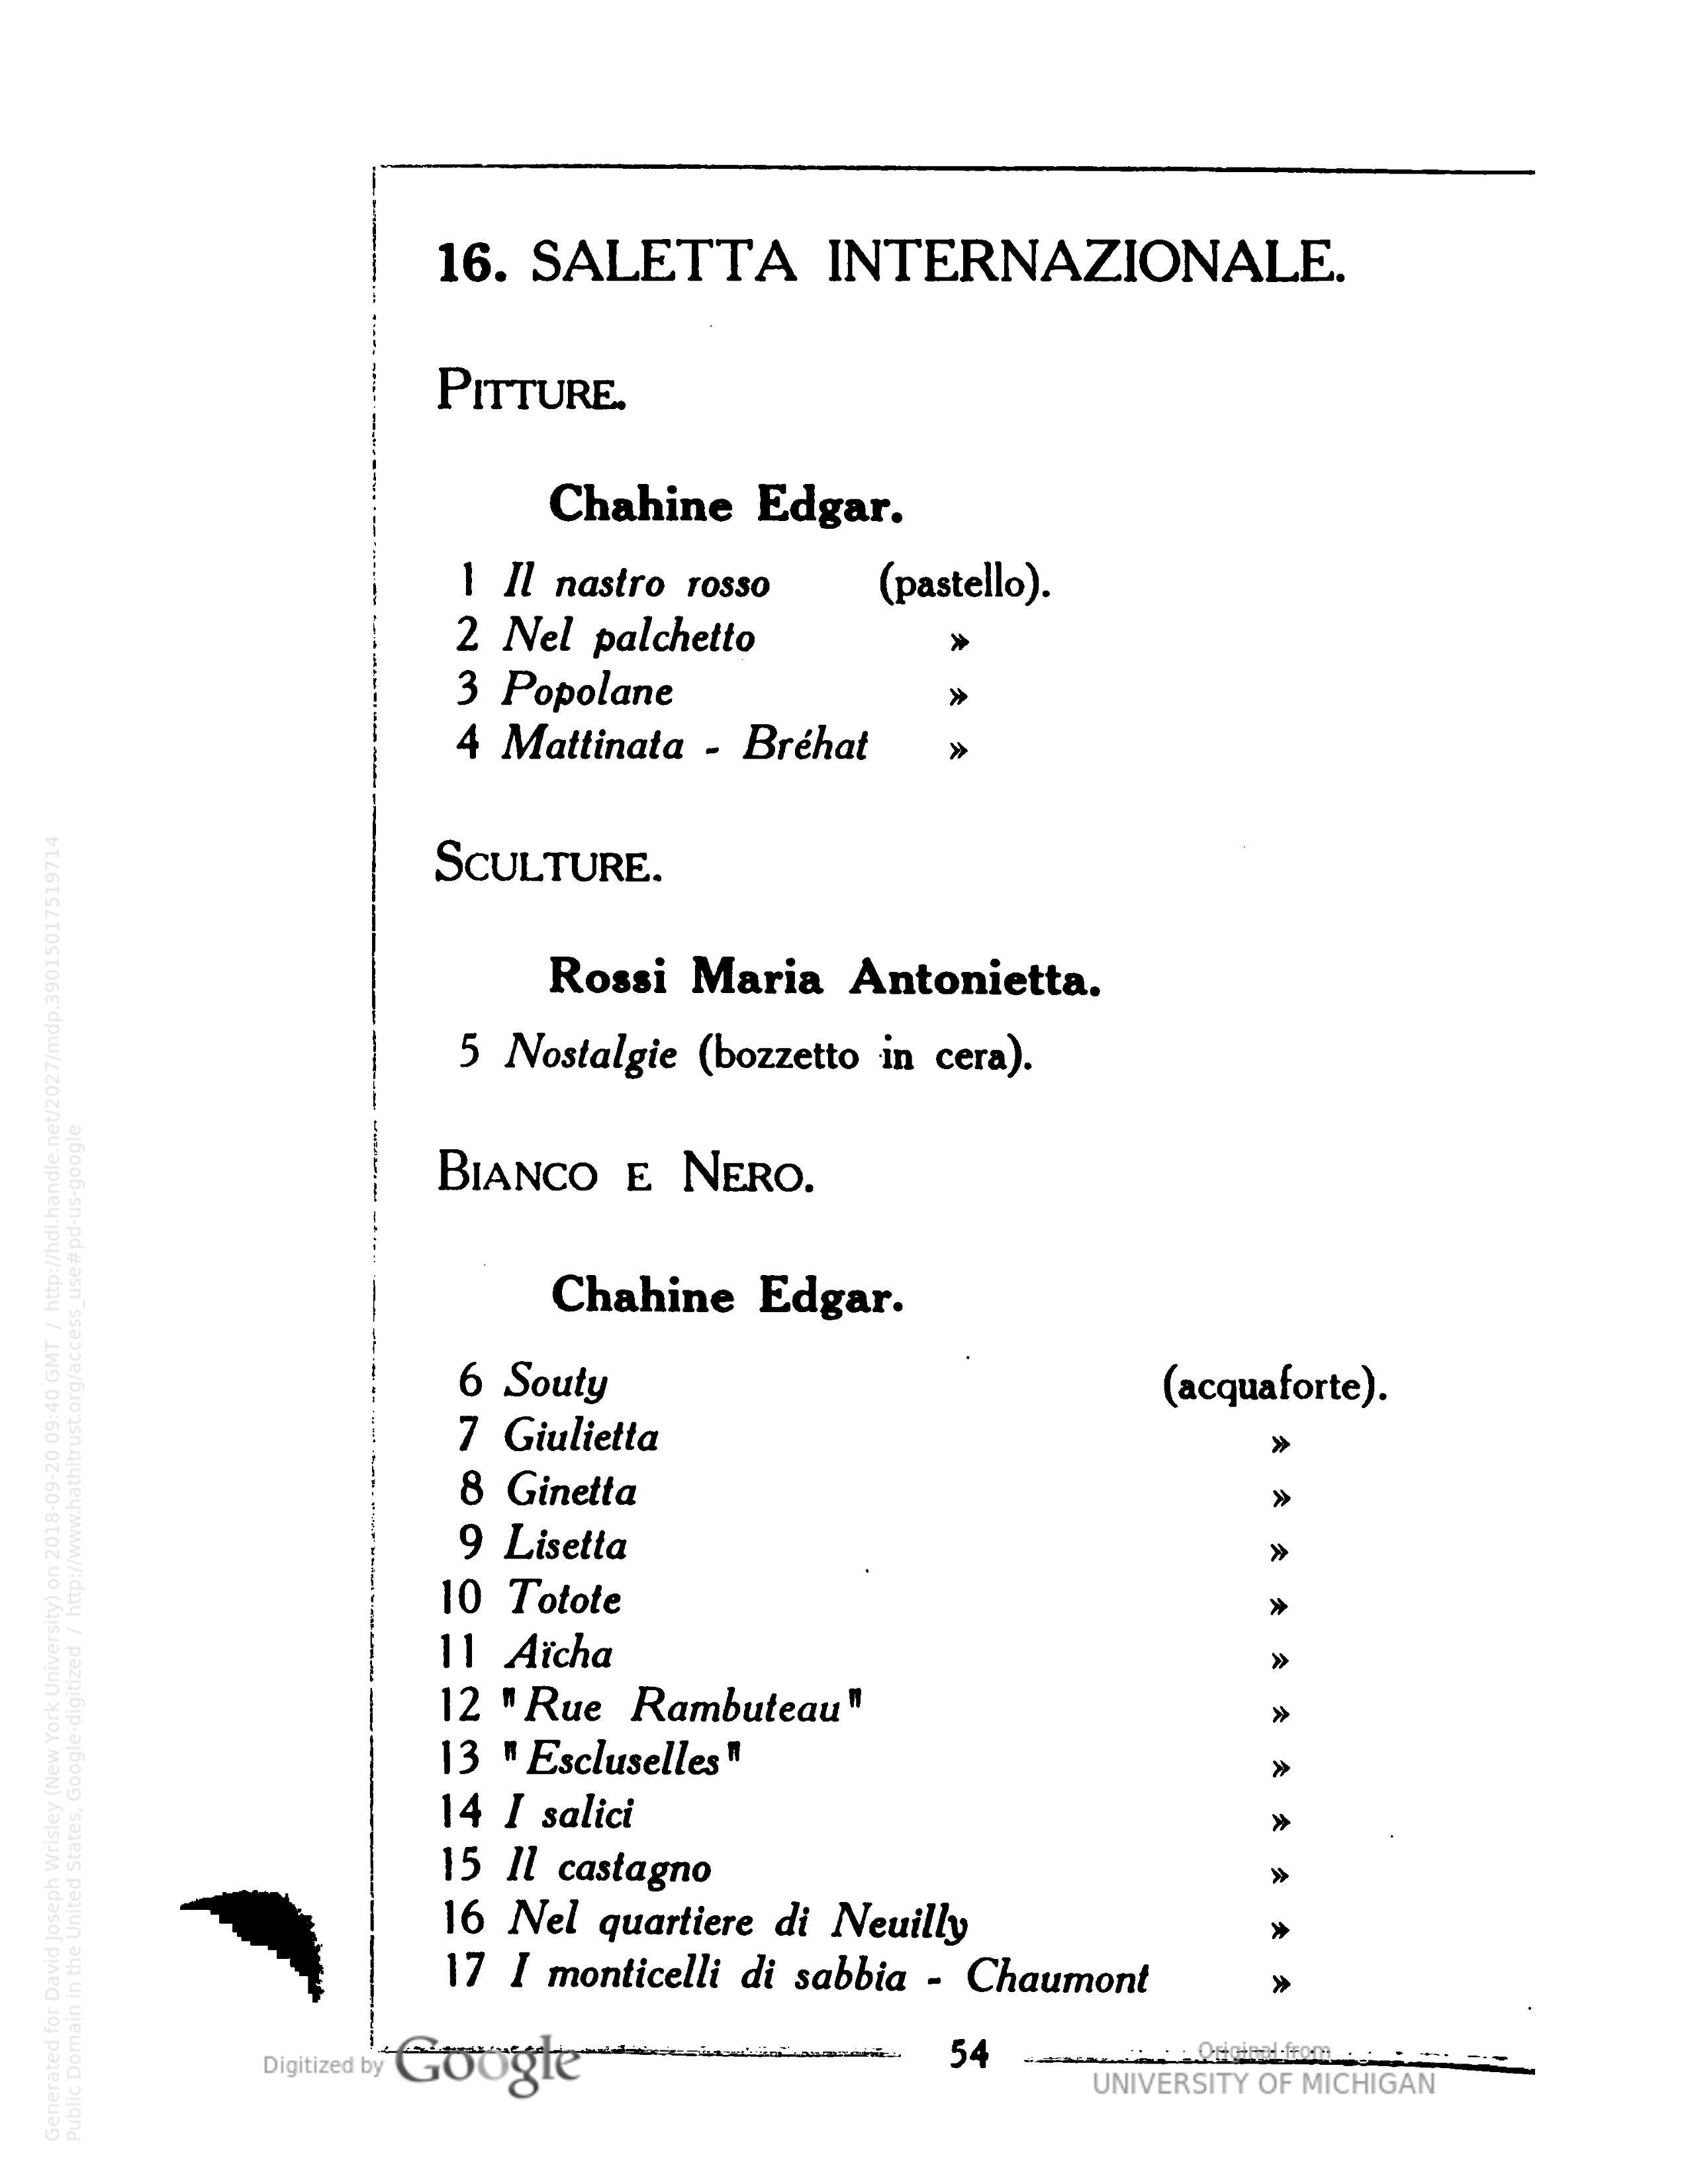 16. SALETTA INTERNAZIONALE.
PITTURE.
Chahine Edgar.
1 Il nastro rosso (pastello).
2 Nel palchetto »
3 Popolane »
4 Mattinata - Bréhat »
SCULTURE.
Rossi Maria Antonietta.
5 Nostalgie (bozzetto in cera).
BIANCO E NERO.
Chahine Edgar.
6 Souty (acquaforte).
7 Giulietta »
8 Ginetta »
9 Lisetta »
10 Totote »
11 Aïcha »
12 "Rue Rambuteau" »
13 "Escluselles" »
14 I salici »
15 Il castagno »
16 Nel quartiere di Neuilly »
17 I monticelli di sabbia - Chaumont »
54
Digitized by Google
Original from
UNIVERSITY OF MICHIGAN
Generated for David Joseph Wrisley (New York University) on 2018-09-20 09:40 GMT / http://hdl.handle.net/2027/mdp.39015017519714
Public Domain in the United States, Google-digitized / http://www.hathitrust.org/access_use#pd-us-google